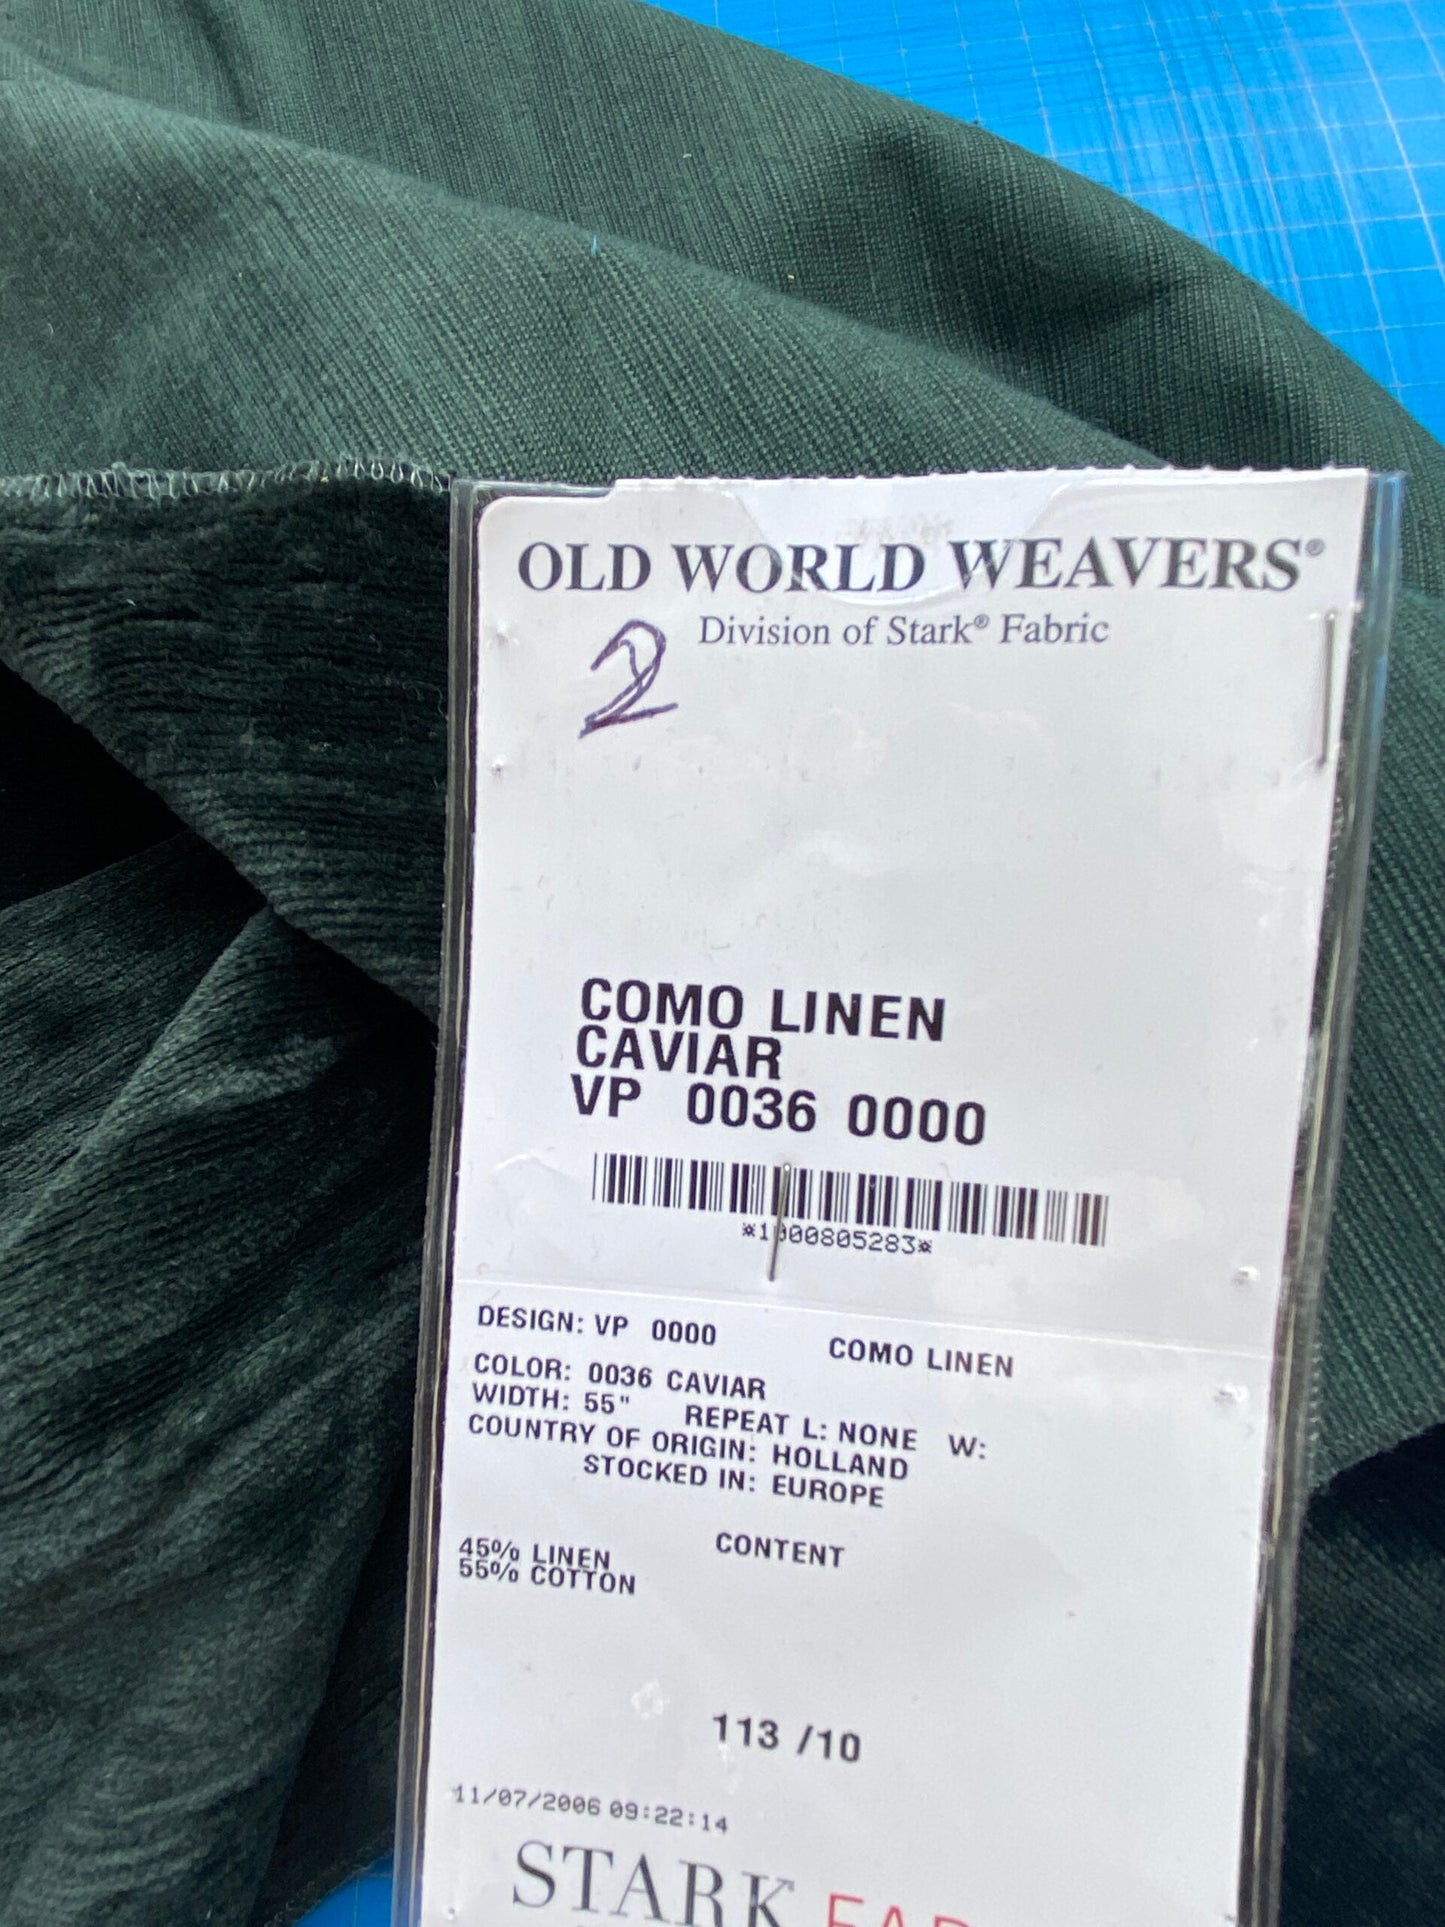 OLD WORLD WEAVERS®
Division of Stark® Fabric
2
COMO LINEN
CAVIAR
VP 0036 0000
*1000805283*
DESIGN: VP 0000 COMO LINEN
COLOR: 0036 CAVIAR
WIDTH: 55" REPEAT L: NONE W:
COUNTRY OF ORIGIN: HOLLAND
STOCKED IN: EUROPE
CONTENT
45% LINEN
55% COTTON
113 /10
11/07/2006 09:22:14
STARK